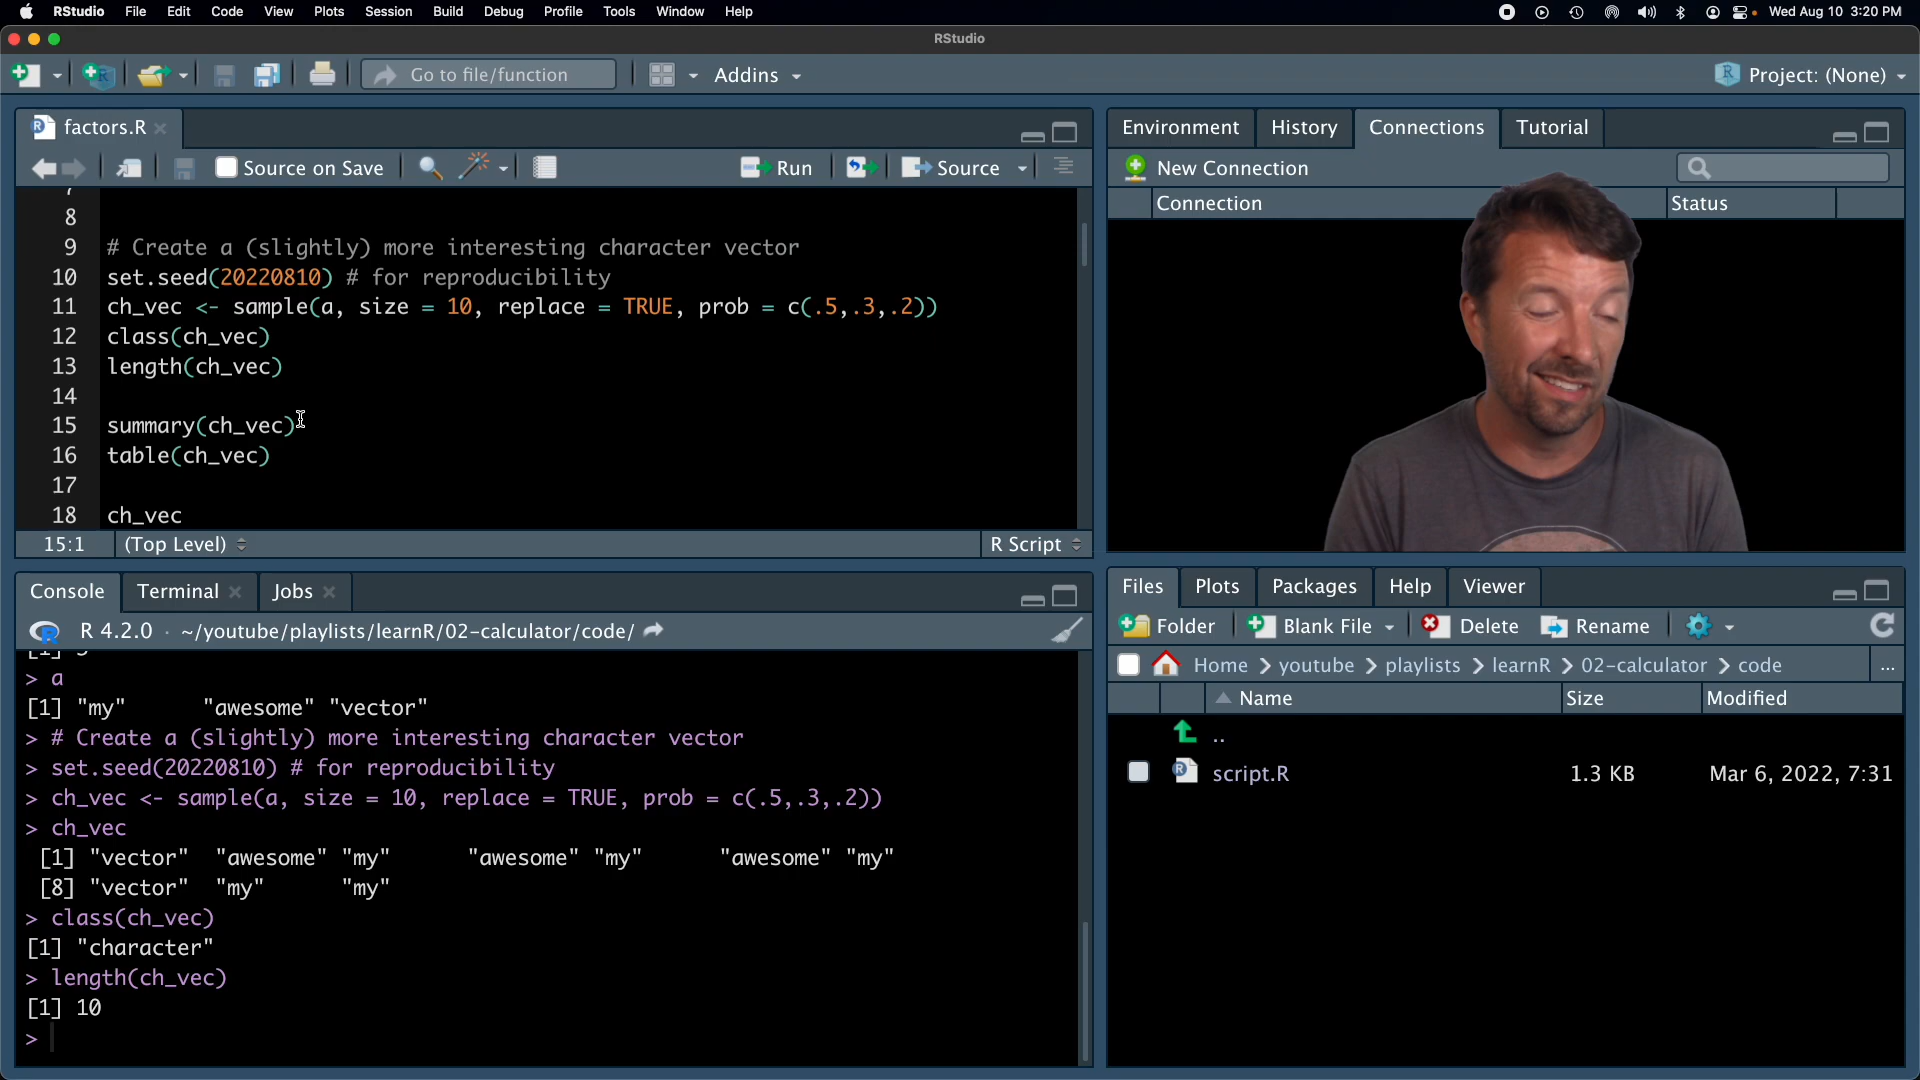 RStudio File Edit Code View Plots Session Build Debug Profile Tools Window Help Wed Aug 10 3:20 PM
RStudio
Go to file/function Addins Project: (None)
factors.R
Source on Save Run Source
8
9 # Create a (slightly) more interesting character vector
10 set.seed(20220810) # for reproducibility
11 ch_vec <- sample(a, size = 10, replace = TRUE, prob = c(.5,.3,.2))
12 class(ch_vec)
13 length(ch_vec)
14
15 summary(ch_vec)
16 table(ch_vec)
17
18 ch_vec
15:1 (Top Level) R Script
Environment History Connections Tutorial
New Connection
Connection Status
Console Terminal Jobs
R 4.2.0 · ~/youtube/playlists/learnR/02-calculator/code/
> a
[1] "my" "awesome" "vector"
> # Create a (slightly) more interesting character vector
> set.seed(20220810) # for reproducibility
> ch_vec <- sample(a, size = 10, replace = TRUE, prob = c(.5,.3,.2))
> ch_vec
[1] "vector" "awesome" "my" "awesome" "my" "awesome" "my"
[8] "vector" "my" "my"
> class(ch_vec)
[1] "character"
> length(ch_vec)
[1] 10
>
Files Plots Packages Help Viewer
Folder Blank File Delete Rename
Home > youtube > playlists > learnR > 02-calculator > code ...
Name Size Modified
..
script.R 1.3 KB Mar 6, 2022, 7:31